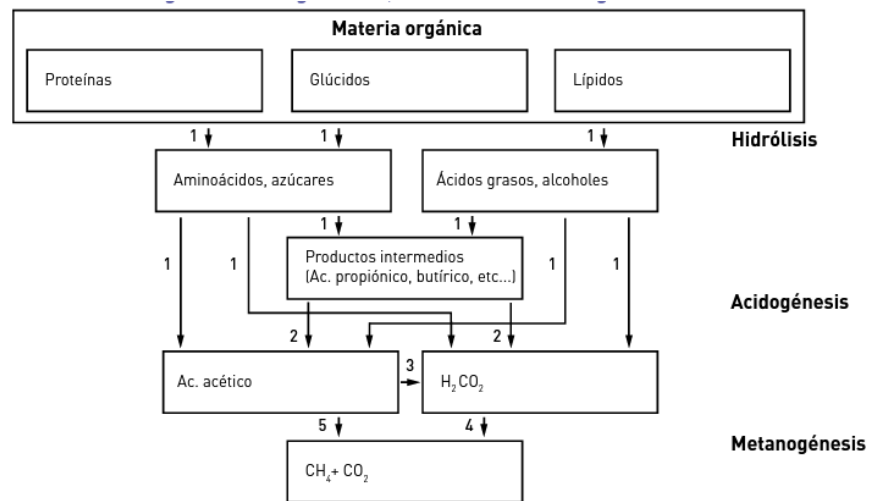 Materia orgánica
Proteínas
Glúcidos
Lípidos
1
1
1
Hidrólisis
Aminoácidos, azúcares
Ácidos grasos, alcoholes
1
1
1
1
1
1
Productos intermedios
(Ac. propiónico, butírico, etc...)
Acidogénesis
2
2
Ac. acético
3
H₂CO₂
5
4
Metanogénesis
CH₄+ CO₂